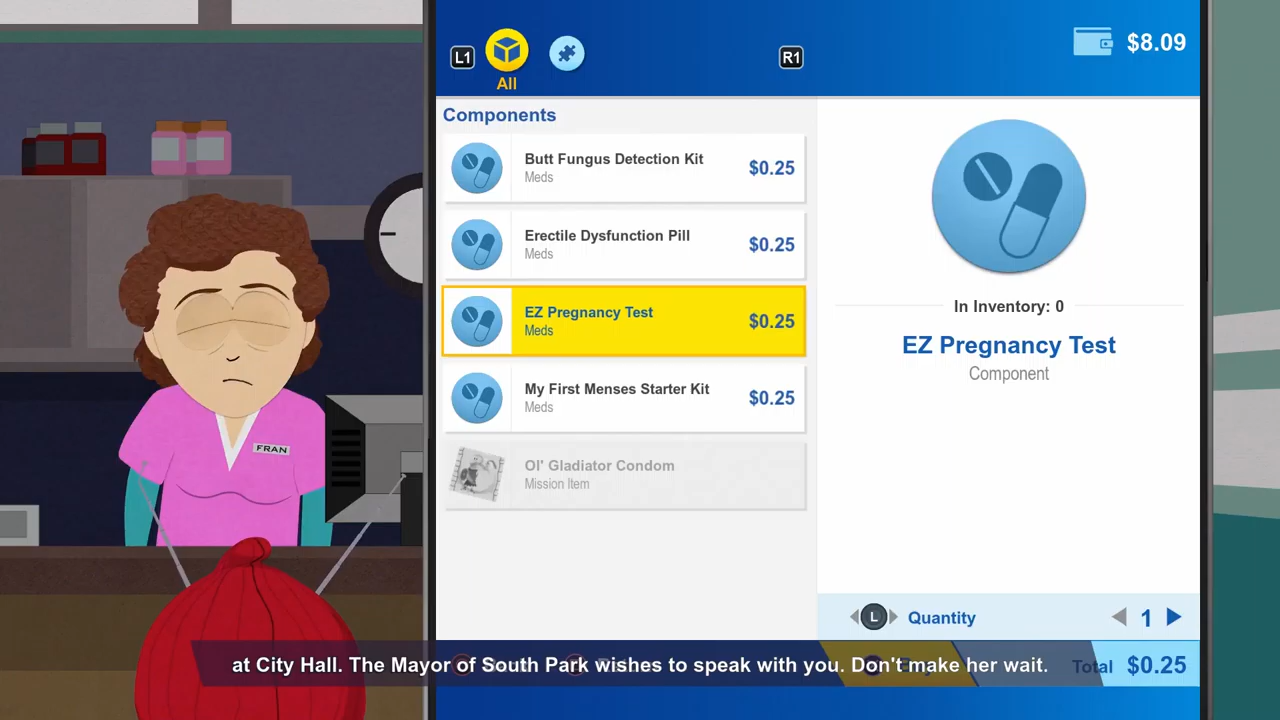 L1
All
R1
$8.09
Components
Butt Fungus Detection Kit
Meds
$0.25
Erectile Dysfunction Pill
Meds
$0.25
EZ Pregnancy Test
Meds
$0.25
My First Menses Starter Kit
Meds
$0.25
Ol' Gladiator Condom
Mission Item
In Inventory: 0
EZ Pregnancy Test
Component
L
Quantity
1
FRAN
at City Hall. The Mayor of South Park wishes to speak with you. Don't make her wait.
Total
$0.25